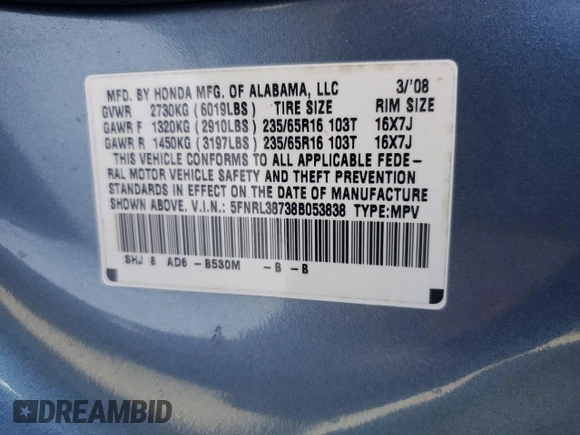 MFD. BY HONDA MFG. OF ALABAMA, LLC 3/'08
GVWR 2730KG (6019LBS) TIRE SIZE RIM SIZE
GAWR F 1320KG (2910LBS) 235/65R16 103T 16X7J
GAWR R 1450KG (3197LBS) 235/65R16 103T 16X7J
THIS VEHICLE CONFORMS TO ALL APPLICABLE FEDE-
RAL MOTOR VEHICLE SAFETY AND THEFT PREVENTION
STANDARDS IN EFFECT ON THE DATE OF MANUFACTURE
SHOWN ABOVE. V.I.N.: 5FNRL38738B053838 TYPE:MPV
SHJ 8 AD6 - B530M - B - B
DREAMBID